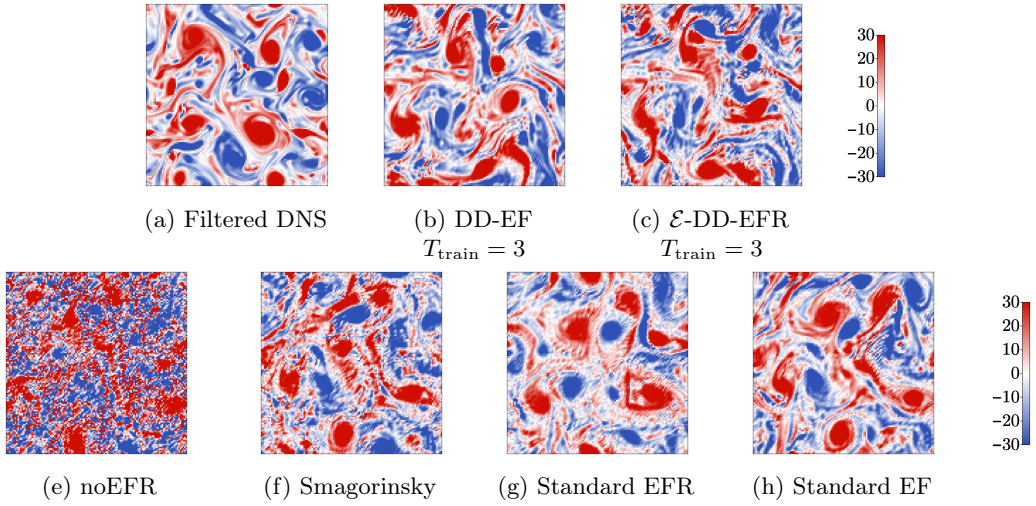 30
20
10
0
−10
−20
−30
(a) Filtered DNS
(b) DD-EF
T_train = 3
(c) ℰ-DD-EFR
T_train = 3
30
20
10
0
−10
−20
−30
(e) noEFR
(f) Smagorinsky
(g) Standard EFR
(h) Standard EF